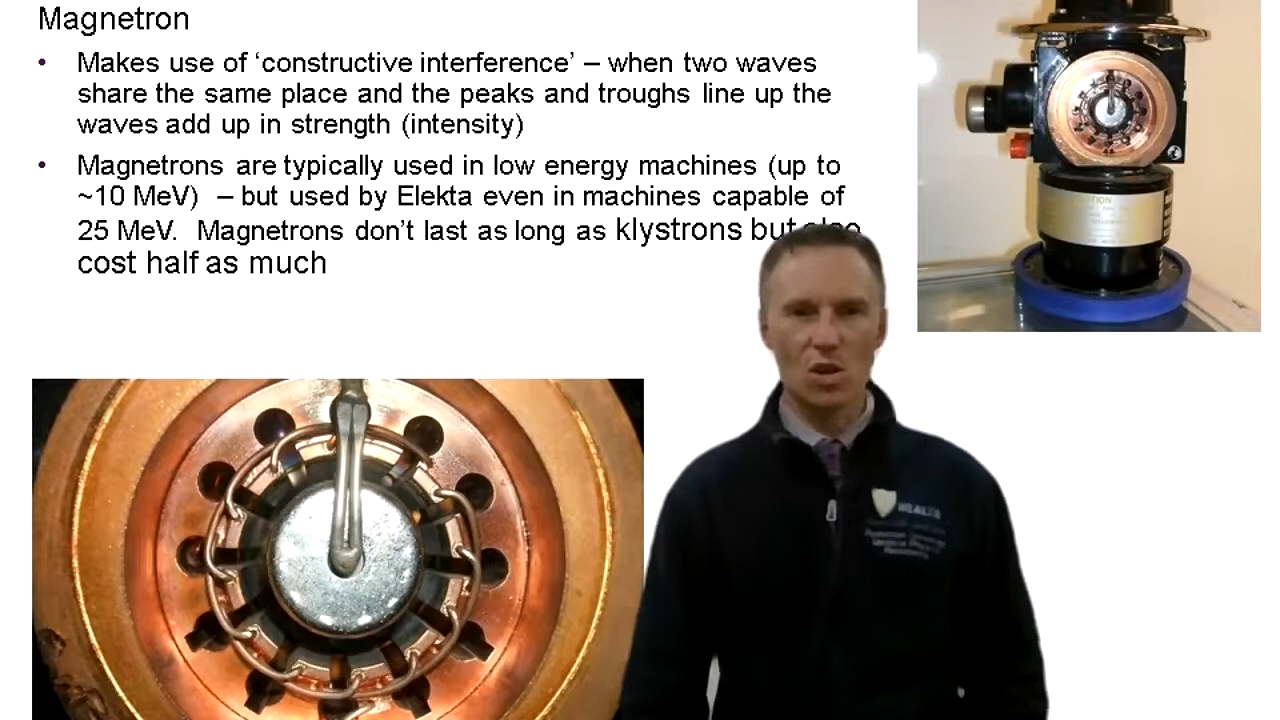 Magnetron
• Makes use of ‘constructive interference’ – when two waves
share the same place and the peaks and troughs line up the
waves add up in strength (intensity)
• Magnetrons are typically used in low energy machines (up to
~10 MeV) – but used by Elekta even in machines capable of
25 MeV. Magnetrons don’t last as long as klystrons but also
cost half as much